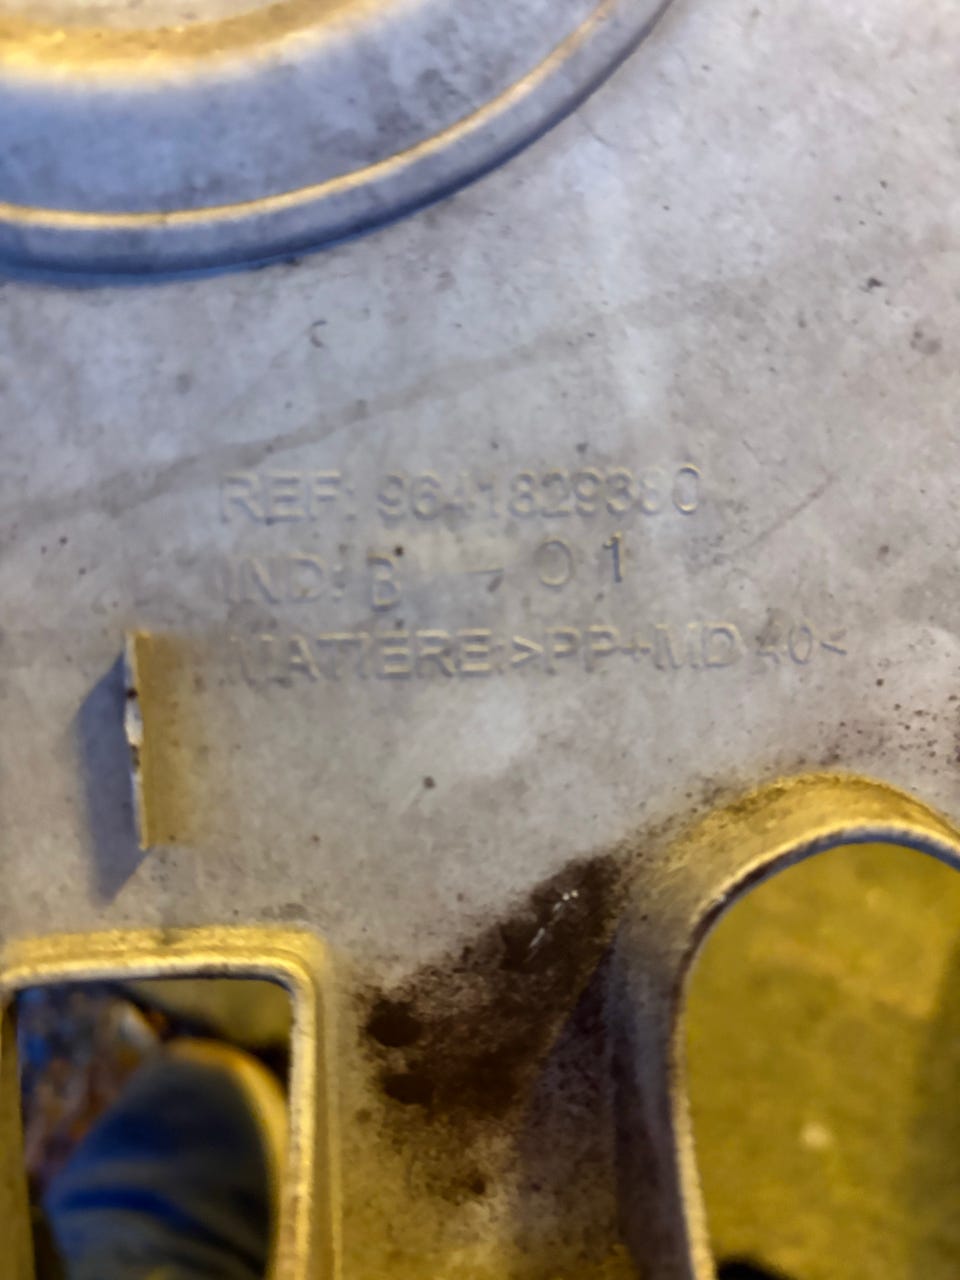 REF: 9641829380
IND: B - 01
MATIERE:>PP+MD40<